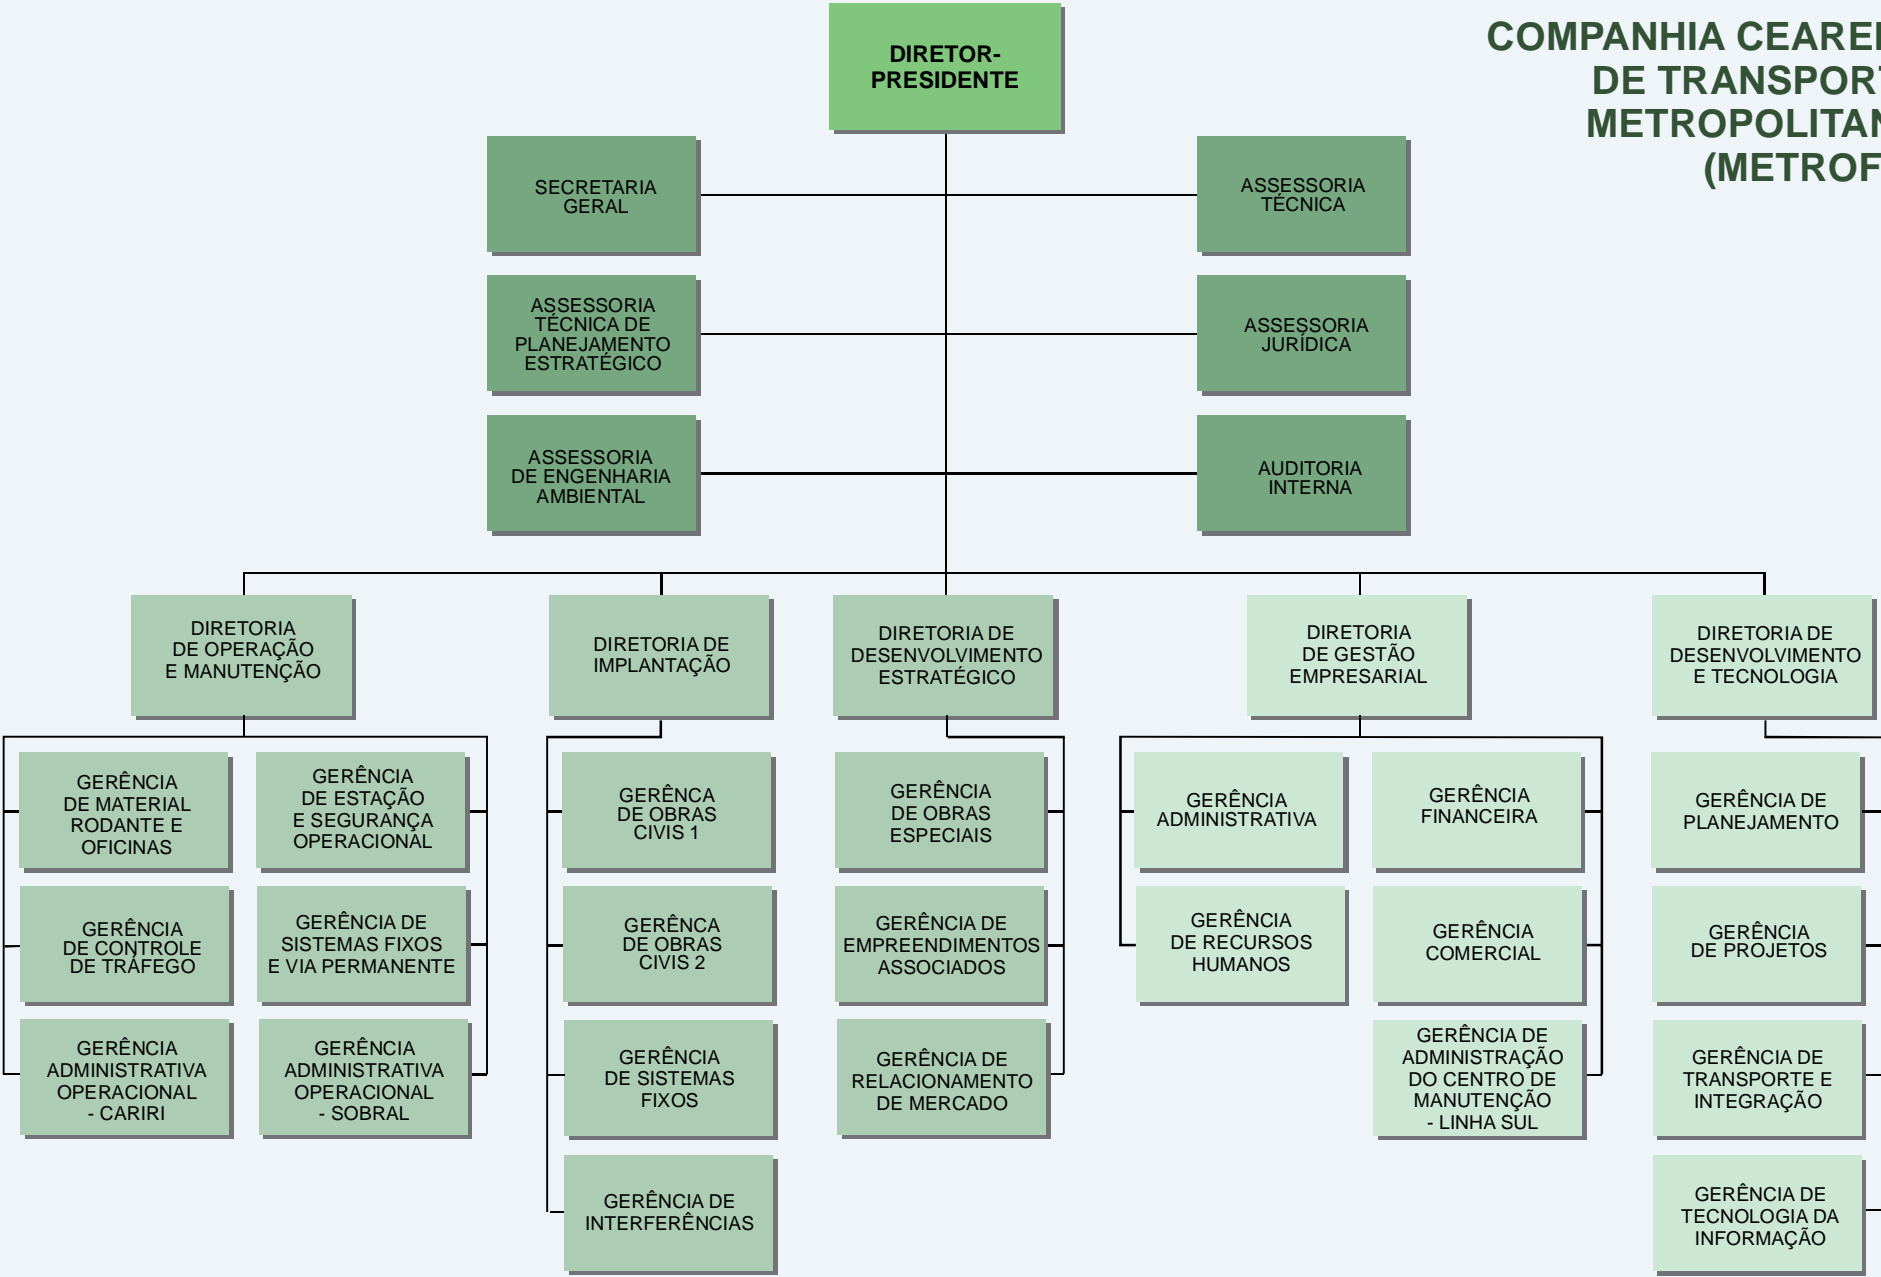 DIRETOR-
PRESIDENTE
COMPANHIA CEARE
DE TRANSPOR
METROPOLITAN
(METROF
SECRETARIA
GERAL
ASSESSORIA
TÉCNICA
ASSESSORIA
TÉCNICA DE
PLANEJAMENTO
ESTRATÉGICO
ASSESSORIA
JURÍDICA
ASSESSORIA
DE ENGENHARIA
AMBIENTAL
AUDITORIA
INTERNA
DIRETORIA
DE OPERAÇÃO
E MANUTENÇÃO
DIRETORIA DE
IMPLANTAÇÃO
DIRETORIA DE
DESENVOLVIMENTO
ESTRATÉGICO
DIRETORIA
DE GESTÃO
EMPRESARIAL
DIRETORIA DE
DESENVOLVIMENTO
E TECNOLOGIA
GERÊNCIA
DE MATERIAL
RODANTE E
OFICINAS
GERÊNCIA
DE ESTAÇÃO
E SEGURANÇA
OPERACIONAL
GERÊNCIA
DE CONTROLE
DE TRÁFEGO
GERÊNCIA DE
SISTEMAS FIXOS
E VIA PERMANENTE
GERÊNCIA
ADMINISTRATIVA
OPERACIONAL
- CARIRI
GERÊNCIA
ADMINISTRATIVA
OPERACIONAL
- SOBRAL
GERÊNCA
DE OBRAS
CIVIS 1
GERÊNCA
DE OBRAS
CIVIS 2
GERÊNCIA
DE SISTEMAS
FIXOS
GERÊNCIA DE
INTERFERÊNCIAS
GERÊNCIA
DE OBRAS
ESPECIAIS
GERÊNCIA DE
EMPREENDIMENTOS
ASSOCIADOS
GERÊNCIA DE
RELACIONAMENTO
DE MERCADO
GERÊNCIA
ADMINISTRATIVA
GERÊNCIA
FINANCEIRA
GERÊNCIA
DE RECURSOS
HUMANOS
GERÊNCIA
COMERCIAL
GERÊNCIA DE
ADMINISTRAÇÃO
DO CENTRO DE
MANUTENÇÃO
- LINHA SUL
GERÊNCIA DE
PLANEJAMENTO
GERÊNCIA
DE PROJETOS
GERÊNCIA DE
TRANSPORTE E
INTEGRAÇÃO
GERÊNCIA DE
TECNOLOGIA DA
INFORMAÇÃO